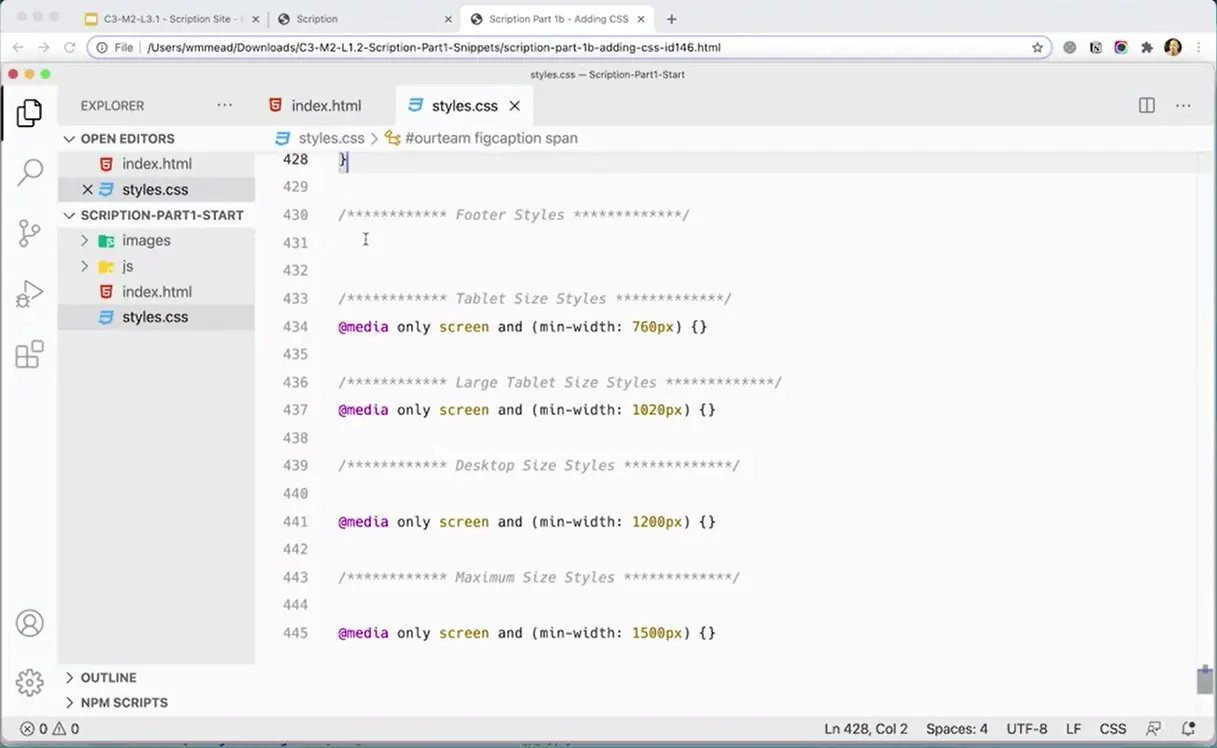 C3-M2-L3.1 - Scription Site -
Scription
Scription Part 1b - Adding CSS
File
/Users/wmmead/Downloads/C3-M2-L1.2-Scription-Part1-Snippets/scription-part-1b-adding-css-id146.html
styles.css — Scription-Part1-Start
EXPLORER
index.html
styles.css
OPEN EDITORS
index.html
styles.css
SCRIPTION-PART1-START
images
js
index.html
styles.css
OUTLINE
NPM SCRIPTS
styles.css > #ourteam figcaption span
428 }
429
430 /************ Footer Styles *************/
431
432
433 /************ Tablet Size Styles *************/
434 @media only screen and (min-width: 760px) {}
435
436 /************ Large Tablet Size Styles *************/
437 @media only screen and (min-width: 1020px) {}
438
439 /************ Desktop Size Styles *************/
440
441 @media only screen and (min-width: 1200px) {}
442
443 /************ Maximum Size Styles *************/
444
445 @media only screen and (min-width: 1500px) {}
0 0
Ln 428, Col 2 Spaces: 4 UTF-8 LF CSS